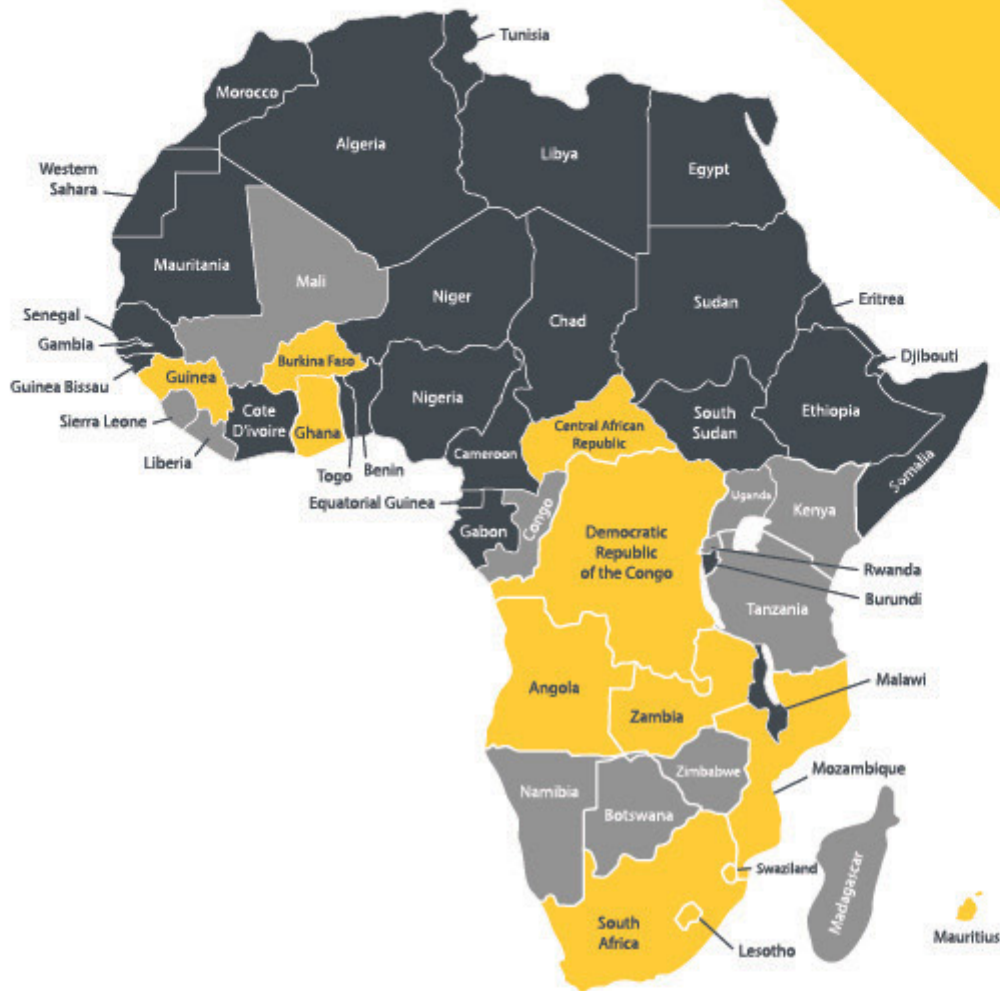 Tunisia
Morocco
Algeria
Libya
Egypt
Western
Sahara
Mauritania
Mali
Niger
Chad
Sudan
Eritrea
Senegal
Gambia
Guinea Bissau
Guinea
Burkina Faso
Djibouti
Sierra Leone
Liberia
Cote
D'ivoire
Ghana
Togo
Benin
Nigeria
Cameroon
Central African
Republic
South
Sudan
Ethiopia
Somalia
Equatorial Guinea
Gabon
Congo
Democratic
Republic
of the Congo
Uganda
Kenya
Rwanda
Burundi
Tanzania
Angola
Zambia
Malawi
Mozambique
Namibia
Botswana
Zimbabwe
Swaziland
South
Africa
Lesotho
Madagascar
Mauritius